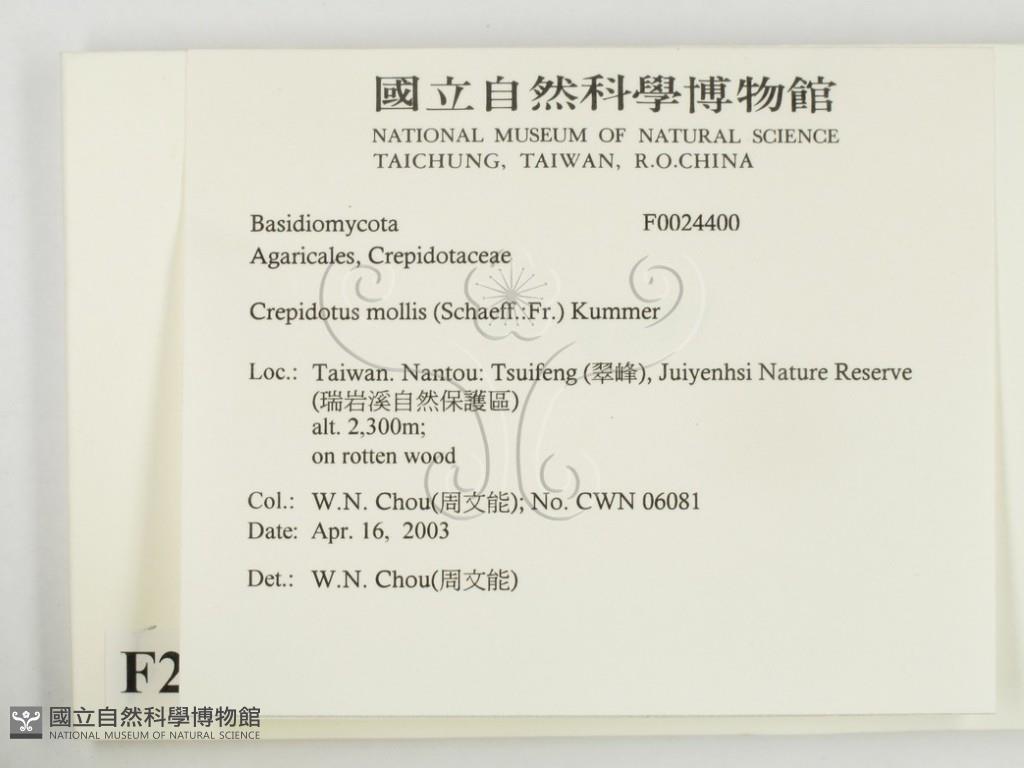 國立自然科學博物館
NATIONAL MUSEUM OF NATURAL SCIENCE
TAICHUNG, TAIWAN, R.O.CHINA
Basidiomycota F0024400
Agaricales, Crepidotaceae
Crepidotus mollis (Schaeff.:Fr.) Kummer
Loc.: Taiwan. Nantou: Tsuifeng (翠峰), Juiyenhsi Nature Reserve
(瑞岩溪自然保護區)
alt. 2,300m;
on rotten wood
Col.: W.N. Chou(周文能); No. CWN 06081
Date: Apr. 16, 2003
Det.: W.N. Chou(周文能)
F2
國立自然科學博物館
NATIONAL MUSEUM OF NATURAL SCIENCE